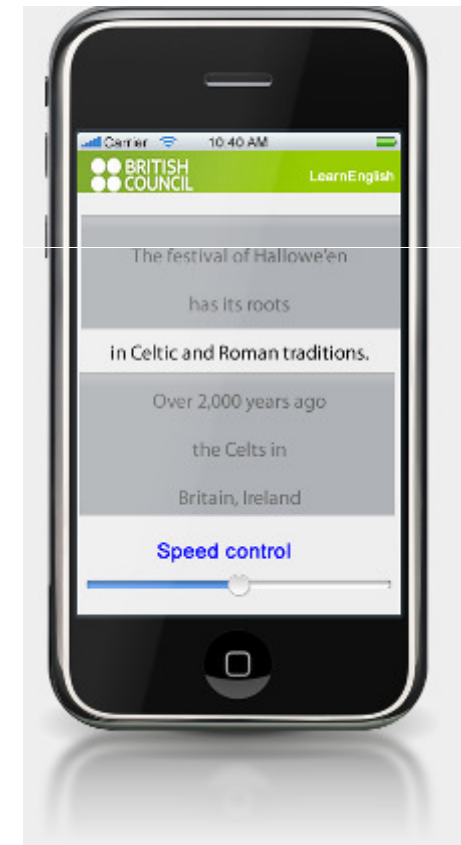 Carrier 10:40 AM
BRITISH
COUNCIL
LearnEnglish
The festival of Hallowe'en
has its roots
in Celtic and Roman traditions.
Over 2,000 years ago
the Celts in
Britain, Ireland
Speed control